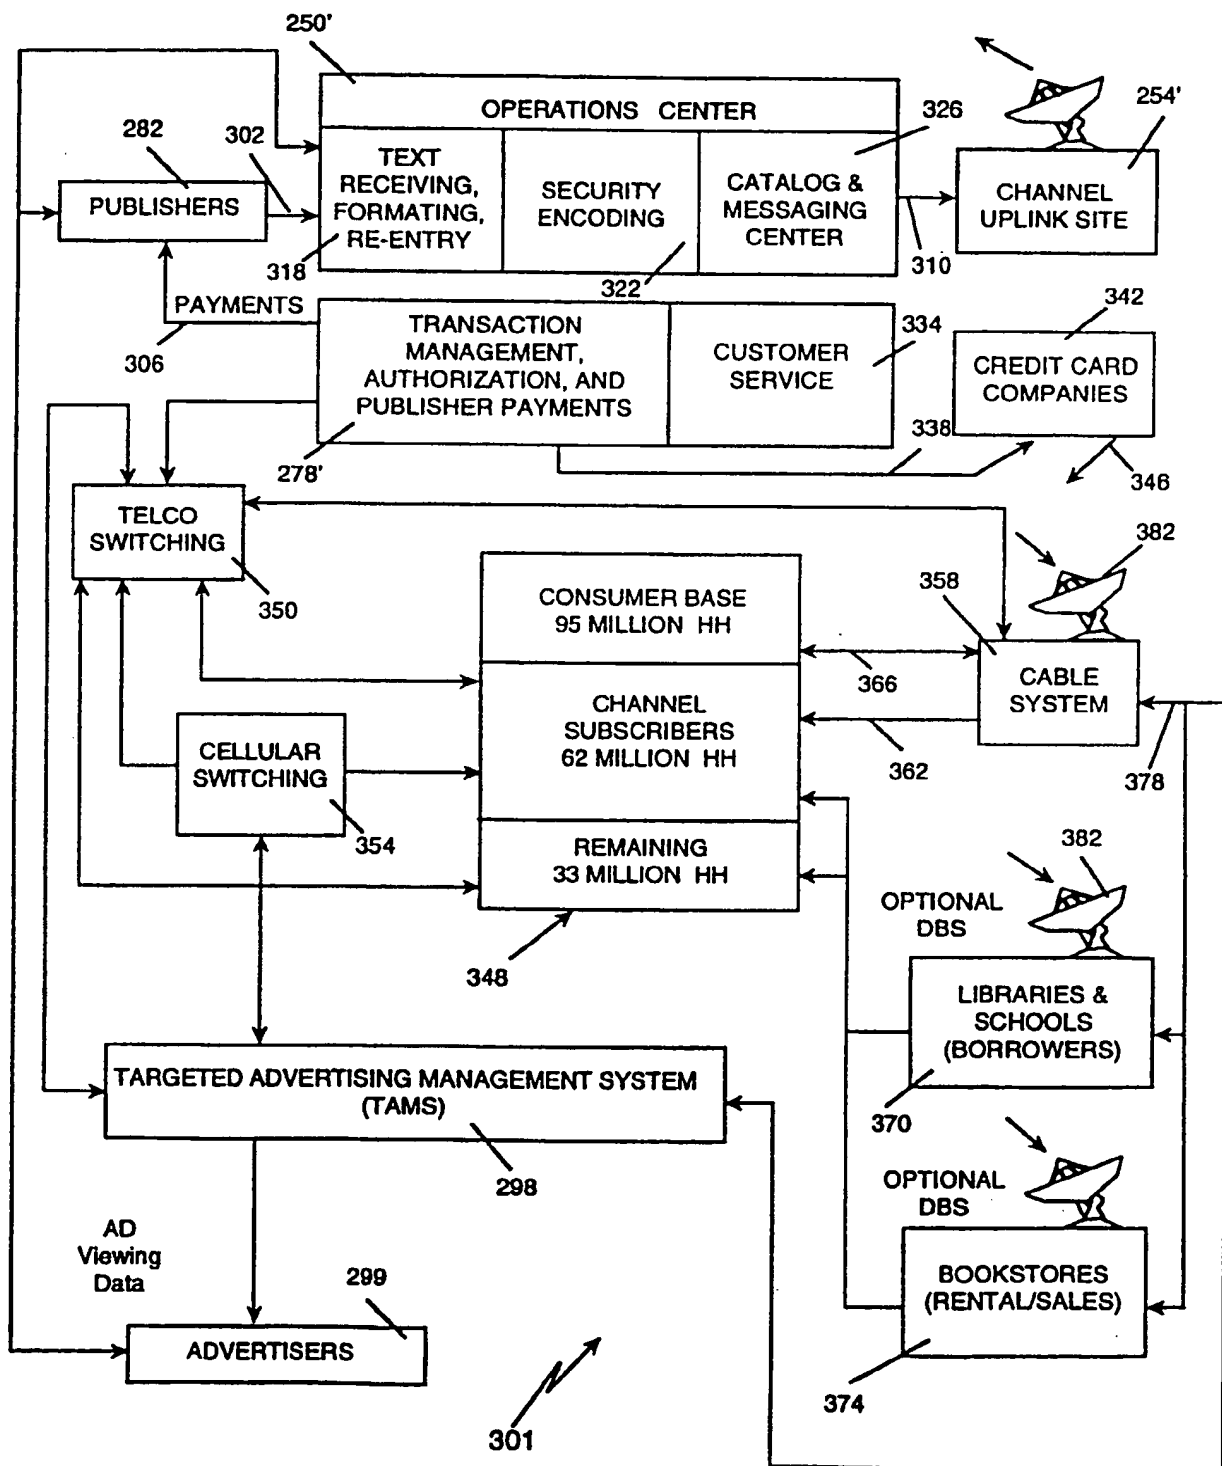 250'
OPERATIONS CENTER
326
254'
282
302
TEXT
RECEIVING,
FORMATING,
RE-ENTRY
SECURITY
ENCODING
CATALOG &
MESSAGING
CENTER
CHANNEL
UPLINK SITE
PUBLISHERS
318
322
310
PAYMENTS
306
TRANSACTION
MANAGEMENT,
AUTHORIZATION, AND
PUBLISHER PAYMENTS
334
CUSTOMER
SERVICE
342
CREDIT CARD
COMPANIES
278'
338
346
TELCO
SWITCHING
350
382
358
CONSUMER BASE
95 MILLION HH
366
CABLE
SYSTEM
CHANNEL
SUBSCRIBERS
62 MILLION HH
362
378
CELLULAR
SWITCHING
354
REMAINING
33 MILLION HH
348
382
OPTIONAL
DBS
LIBRARIES &
SCHOOLS
(BORROWERS)
370
TARGETED ADVERTISING MANAGEMENT SYSTEM
(TAMS)
298
OPTIONAL
DBS
BOOKSTORES
(RENTAL/SALES)
374
AD
Viewing
Data
299
ADVERTISERS
301